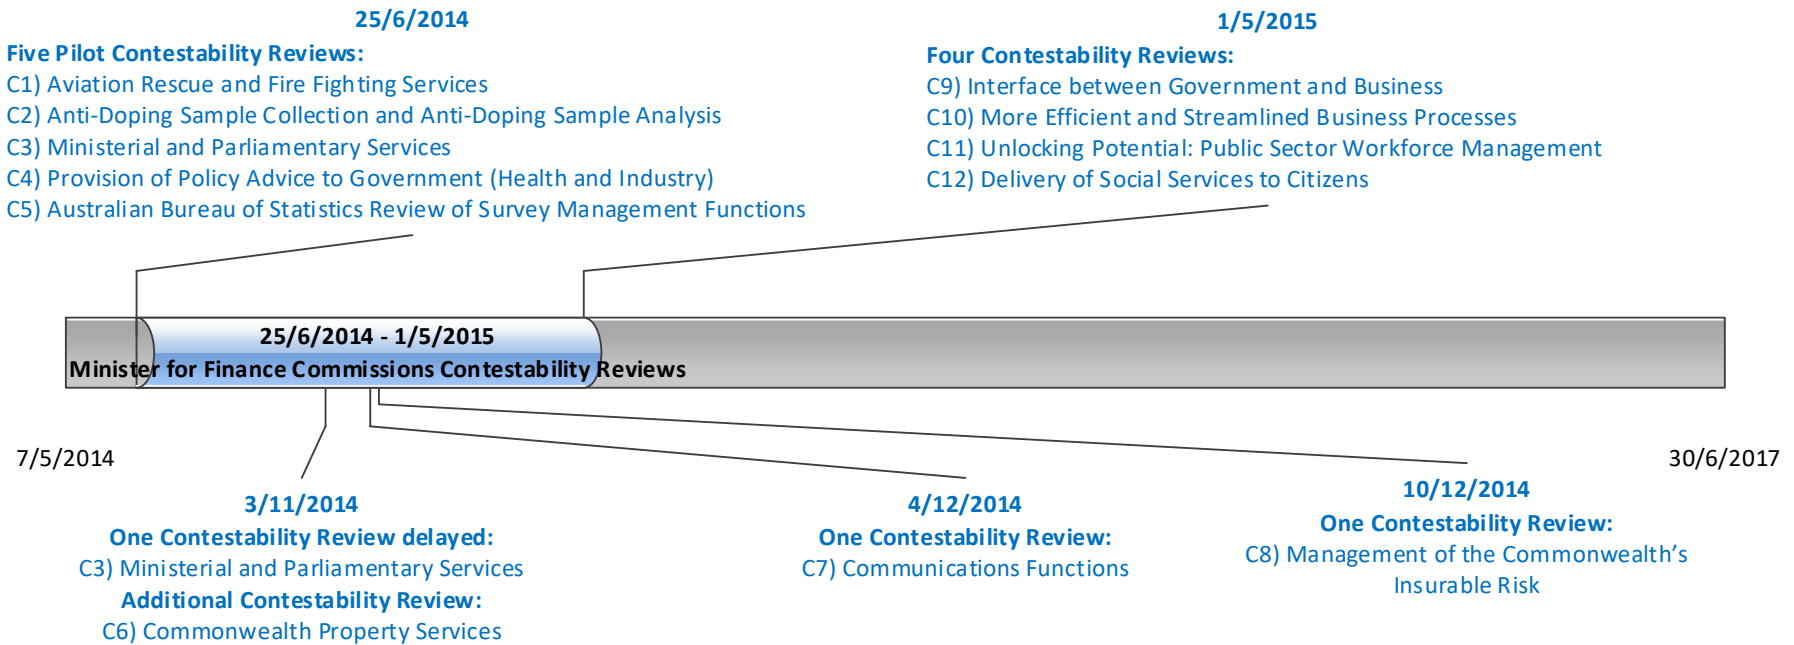 25/6/2014
Five Pilot Contestability Reviews:
C1) Aviation Rescue and Fire Fighting Services
C2) Anti-Doping Sample Collection and Anti-Doping Sample Analysis
C3) Ministerial and Parliamentary Services
C4) Provision of Policy Advice to Government (Health and Industry)
C5) Australian Bureau of Statistics Review of Survey Management Functions
1/5/2015
Four Contestability Reviews:
C9) Interface between Government and Business
C10) More Efficient and Streamlined Business Processes
C11) Unlocking Potential: Public Sector Workforce Management
C12) Delivery of Social Services to Citizens
25/6/2014 - 1/5/2015
Minister for Finance Commissions Contestability Reviews
7/5/2014
30/6/2017
3/11/2014
One Contestability Review delayed:
C3) Ministerial and Parliamentary Services
Additional Contestability Review:
C6) Commonwealth Property Services
4/12/2014
One Contestability Review:
C7) Communications Functions
10/12/2014
One Contestability Review:
C8) Management of the Commonwealth’s
Insurable Risk